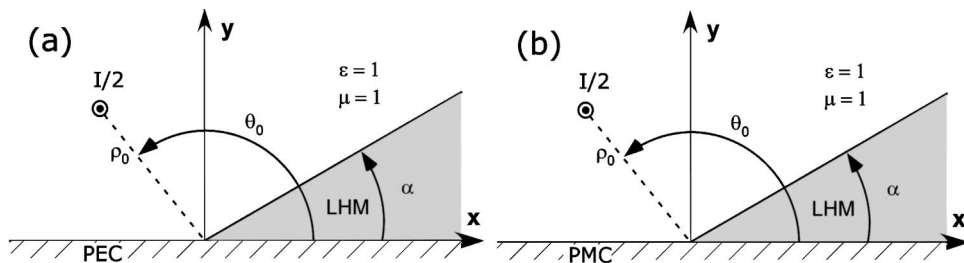 (a)
y
ε = 1
μ = 1
I/2
θ₀
ρ₀
α
LHM
x
PEC
(b)
y
ε = 1
μ = 1
I/2
θ₀
ρ₀
α
LHM
x
PMC